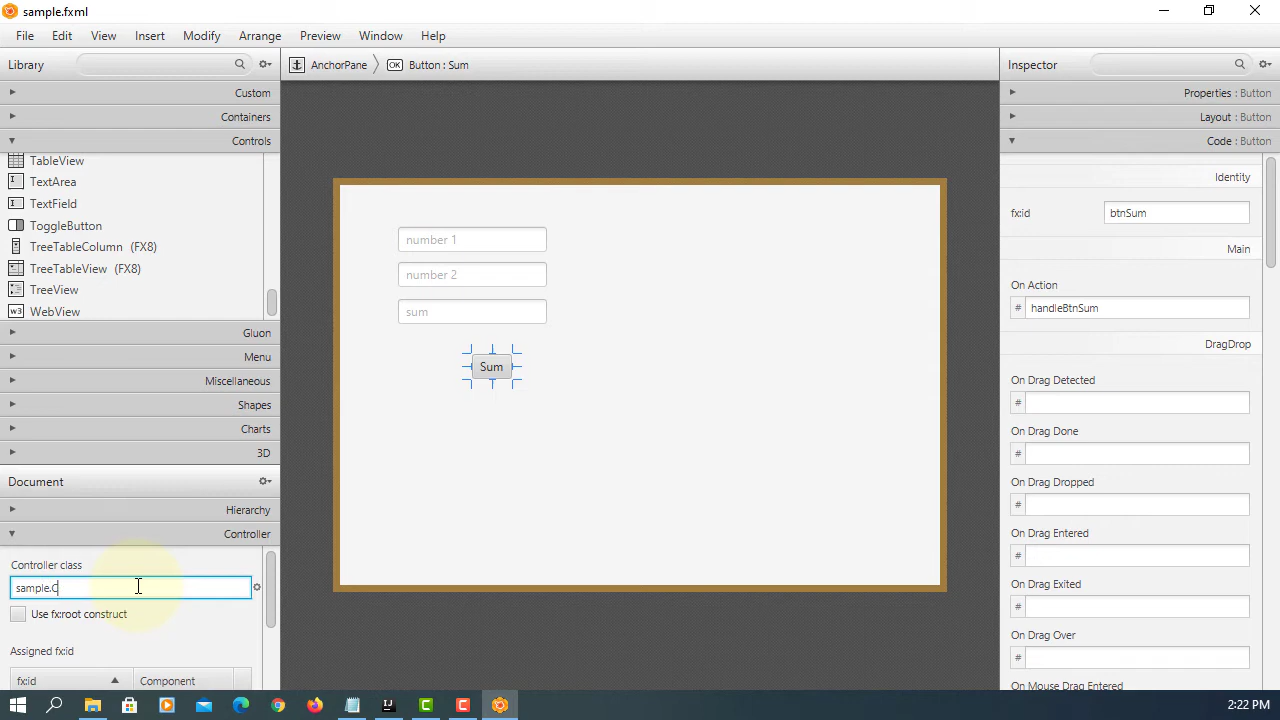 sample.fxml
File Edit View Insert Modify Arrange Preview Window Help
Library
AnchorPane Button : Sum
Inspector
Custom
Containers
Controls
TableView
TextArea
TextField
ToggleButton
TreeTableColumn (FX8)
TreeTableView (FX8)
TreeView
w3 WebView
Gluon
Menu
Miscellaneous
Shapes
Charts
3D
Document
Hierarchy
Controller
Controller class
sample.C
Use fx:root construct
Assigned fx:id
fx:id Component
OK
number 1
number 2
sum
Sum
Properties : Button
Layout : Button
Code : Button
Identity
fx:id btnSum
Main
On Action
# handleBtnSum
DragDrop
On Drag Detected
#
On Drag Done
#
On Drag Dropped
#
On Drag Entered
#
On Drag Exited
#
On Drag Over
#
On Mouse Drag Entered
2:22 PM